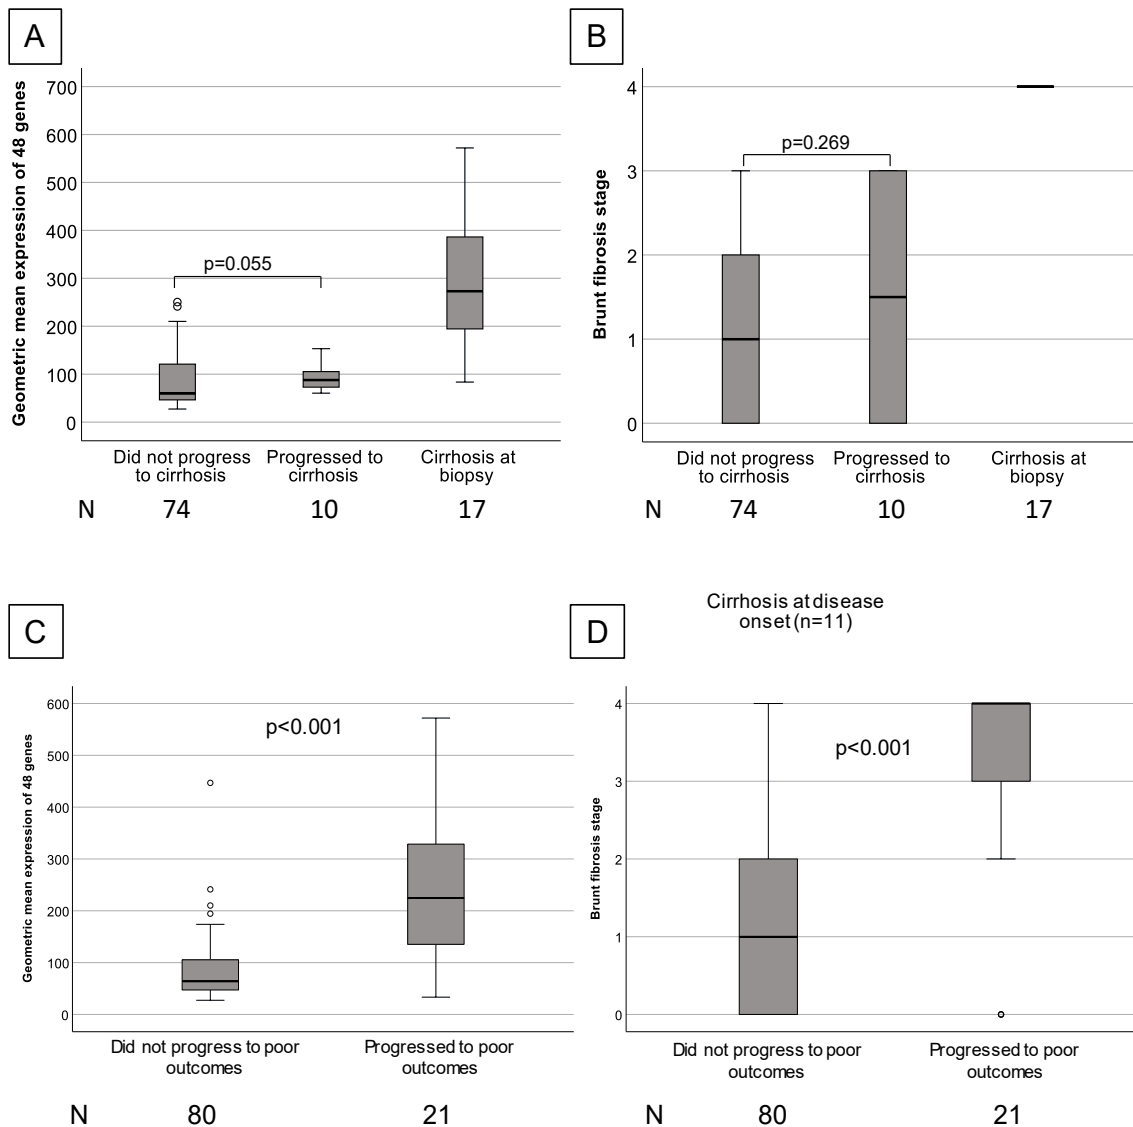 A
Geometric mean expression of 48 genes
700
600
500
400
300
200
100
0
p=0.055
Did not progress
to cirrhosis
Progressed to
cirrhosis
Cirrhosis at
biopsy
N 74 10 17
B
Brunt fibrosis stage
4
3
2
1
0
p=0.269
Did not progress
to cirrhosis
Progressed to
cirrhosis
Cirrhosis at
biopsy
N 74 10 17
C
Geometric mean expression of 48 genes
600
500
400
300
200
100
0
p<0.001
Did not progress to poor
outcomes
Progressed to poor
outcomes
N 80 21
D
Cirrhosis at disease
onset (n=11)
Brunt fibrosis stage
4
3
2
1
0
p<0.001
Did not progress to poor
outcomes
Progressed to poor
outcomes
N 80 21